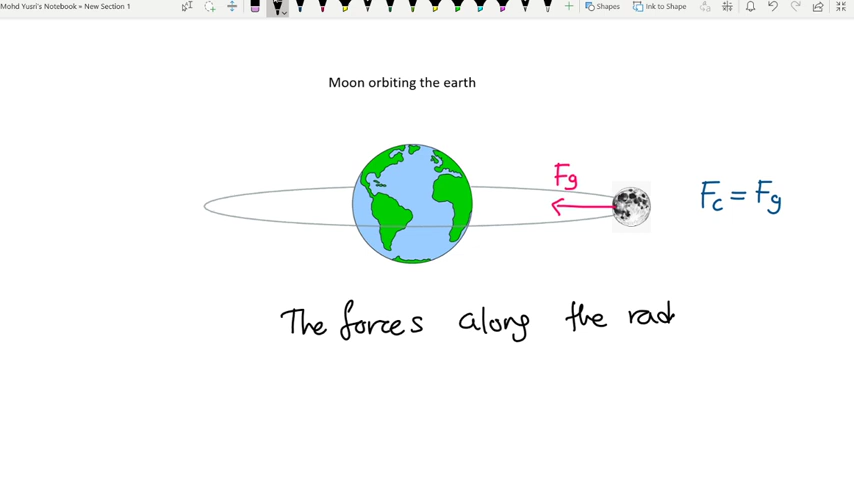 Mohd Yusri's Notebook » New Section 1
Shapes
Ink to Shape
Moon orbiting the earth
Fg
Fc = Fg
The forces along the rad